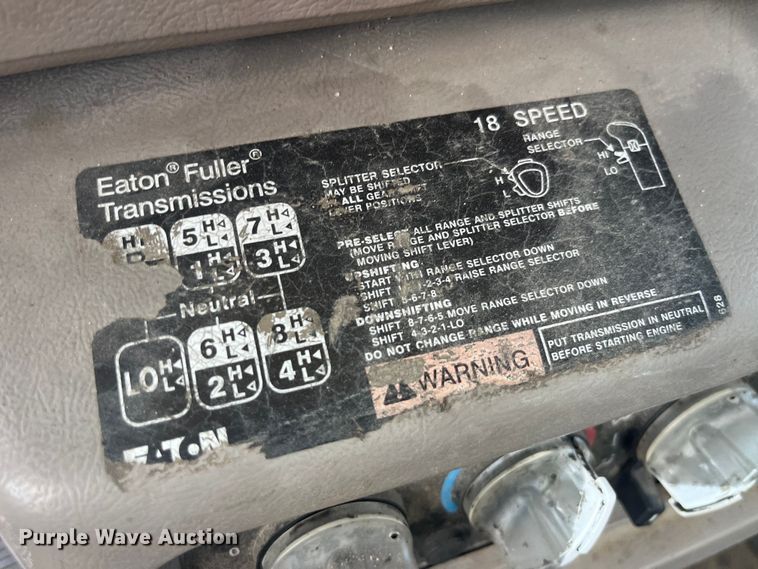 18 SPEED
Eaton® Fuller®
Transmissions
SPLITTER SELECTOR
MAY BE SHIFTED
ALL
POSITIONS
H
L
RANGE
SELECTOR
HI
LO
PRE-SELECT ALL RANGE AND SPLITTER SHIFTS
(MOVE RANGE AND SPLITTER SELECTOR BEFORE
MOVING SHIFT LEVER)
UPSHIFTING
START WITH RANGE SELECTOR DOWN
SHIFT -2-3-4 RAISE RANGE SELECTOR
SHIFT 5-6-7-8
DOWNSHIFTING
SHIFT 8-7-6-5 MOVE RANGE SELECTOR DOWN
SHIFT 4-3-2-1-LO
DO NOT CHANGE RANGE WHILE MOVING IN REVERSE
WARNING
PUT TRANSMISSION IN NEUTRAL
BEFORE STARTING ENGINE
5 H L
7 H L
1 H L
3 H L
Neutral
LO H L
6 H L
8 H L
2 H L
4 H L
EATON
Purple Wave Auction